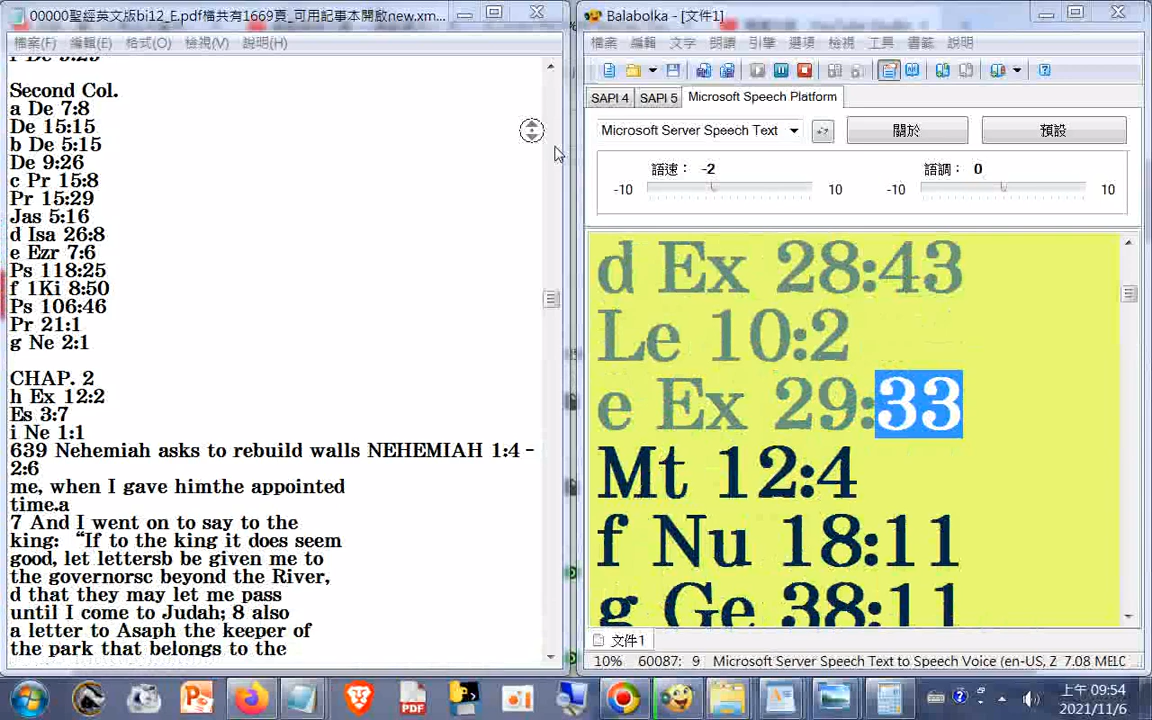 00000聖經英文版bi12_E.pdf檔共有1669頁_可用記事本開啟new.xm...
檔案(F) 編輯(E) 格式(O) 檢視(V) 說明(H)
Second Col.
a De 7:8
De 15:15
b De 5:15
De 9:26
c Pr 15:8
Pr 15:29
Jas 5:16
d Isa 26:8
e Ezr 7:6
Ps 118:25
f 1Ki 8:50
Ps 106:46
Pr 21:1
g Ne 2:1
CHAP. 2
h Ex 12:2
Es 3:7
i Ne 1:1
639 Nehemiah asks to rebuild walls NEHEMIAH 1:4 -
2:6
me, when I gave himthe appointed
time.a
7 And I went on to say to the
king: “If to the king it does seem
good, let lettersb be given me to
the governorsc beyond the River,
d that they may let me pass
until I come to Judah; 8 also
a letter to Asaph the keeper of
the park that belongs to the
Balabolka - [文件1]
檔案 編輯 文字 朗讀 引擎 選項 檢視 工具 書籤 說明
SAPI 4 SAPI 5 Microsoft Speech Platform
Microsoft Server Speech Text 關於 預設
語速： -2 語調： 0
-10 10 -10 10
d Ex 28:43
Le 10:2
e Ex 29:33
Mt 12:4
f Nu 18:11
g Ge 38:11
文件1
10% 60087: 9 Microsoft Server Speech Text to Speech Voice (en-US, Z 7.08 MELC
PDF
上午 09:54
2021/11/6